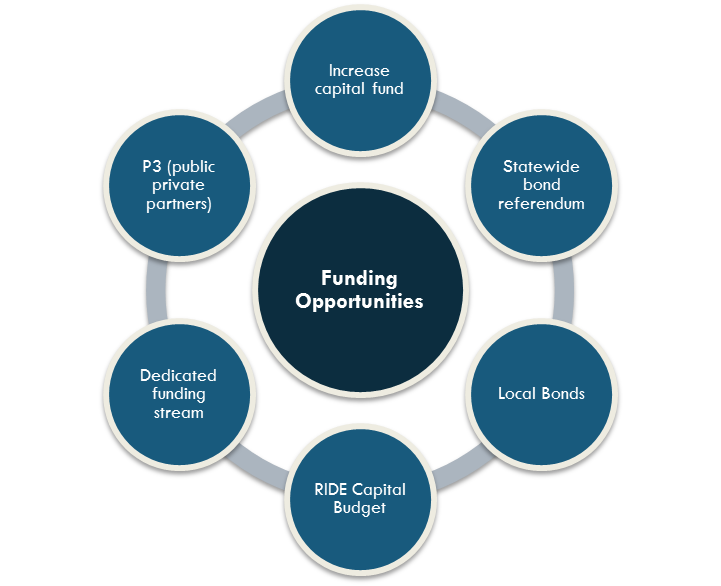 Increase
capital fund
Statewide
bond
referendum
Local Bonds
RIDE Capital
Budget
Dedicated
funding
stream
P3 (public
private
partners)
Funding
Opportunities